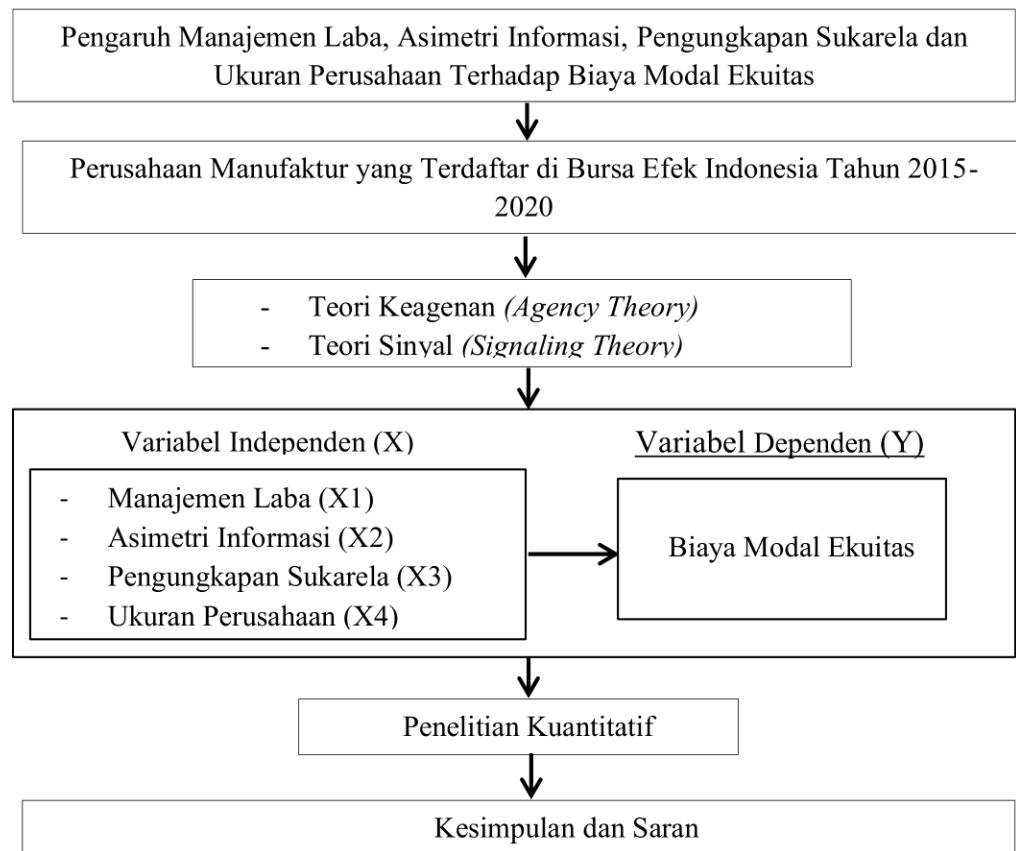 Pengaruh Manajemen Laba, Asimetri Informasi, Pengungkapan Sukarela dan
Ukuran Perusahaan Terhadap Biaya Modal Ekuitas
Perusahaan Manufaktur yang Terdaftar di Bursa Efek Indonesia Tahun 2015-
2020
- Teori Keagenan (Agency Theory)
- Teori Sinyal (Signaling Theory)
Variabel Independen (X)
- Manajemen Laba (X1)
- Asimetri Informasi (X2)
- Pengungkapan Sukarela (X3)
- Ukuran Perusahaan (X4)
Variabel Dependen (Y)
Biaya Modal Ekuitas
Penelitian Kuantitatif
Kesimpulan dan Saran